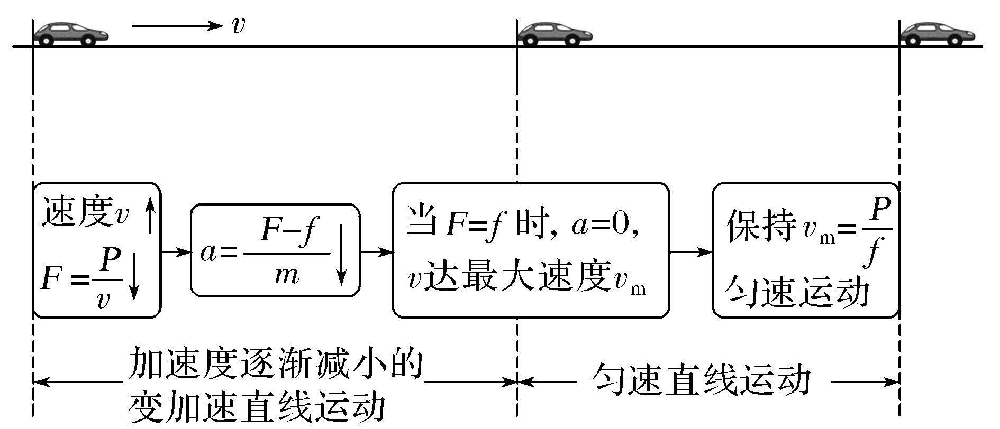 v
速度v↑
F=P/v↓
a=F-f/m↓
当F=f时, a=0,
v达最大速度vm
保持vm=P/f
匀速运动
加速度逐渐减小的
变加速直线运动
匀速直线运动